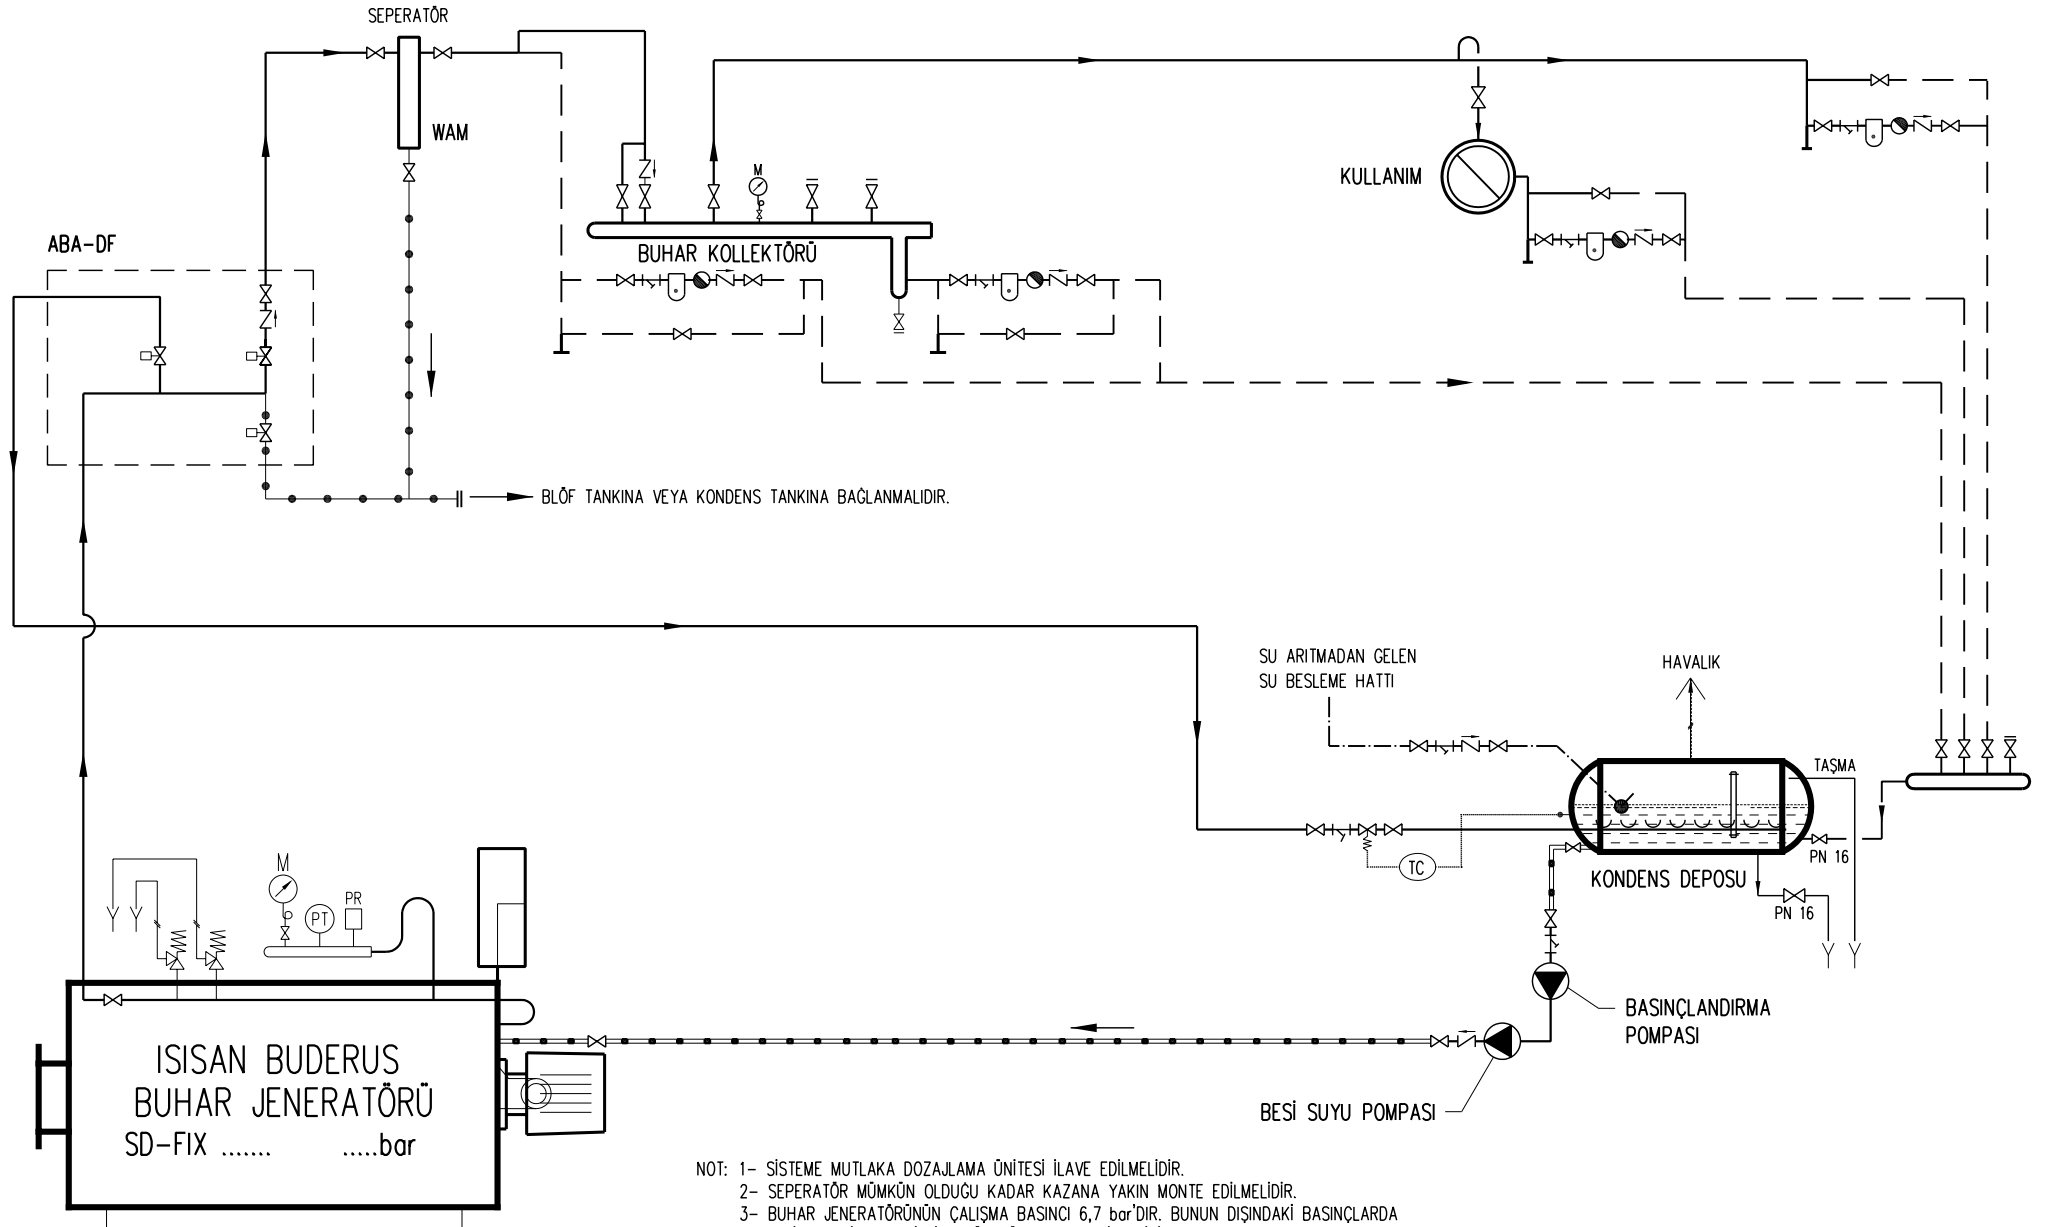 SEPERATÖR
WAM
ABA-DF
M
BUHAR KOLLEKTÖRÜ
KULLANIM
BLÖF TANKINA VEYA KONDENS TANKINA BAĞLANMALIDIR.
SU ARITMADAN GELEN
SU BESLEME HATTI
HAVALIK
TAŞMA
PN 16
TC
KONDENS DEPOSU
PN 16
M
PT
PR
BASINÇLANDIRMA
POMPASI
BESİ SUYU POMPASI
ISISAN BUDERUS
BUHAR JENERATÖRÜ
SD-FIX ....... .....bar
NOT: 1- SİSTEME MUTLAKA DOZAJLAMA ÜNİTESİ İLAVE EDİLMELİDİR.
2- SEPERATÖR MÜMKÜN OLDUĞU KADAR KAZANA YAKIN MONTE EDİLMELİDİR.
3- BUHAR JENERATÖRÜNÜN ÇALIŞMA BASINCI 6,7 bar'DIR. BUNUN DIŞINDAKİ BASINÇLARDA